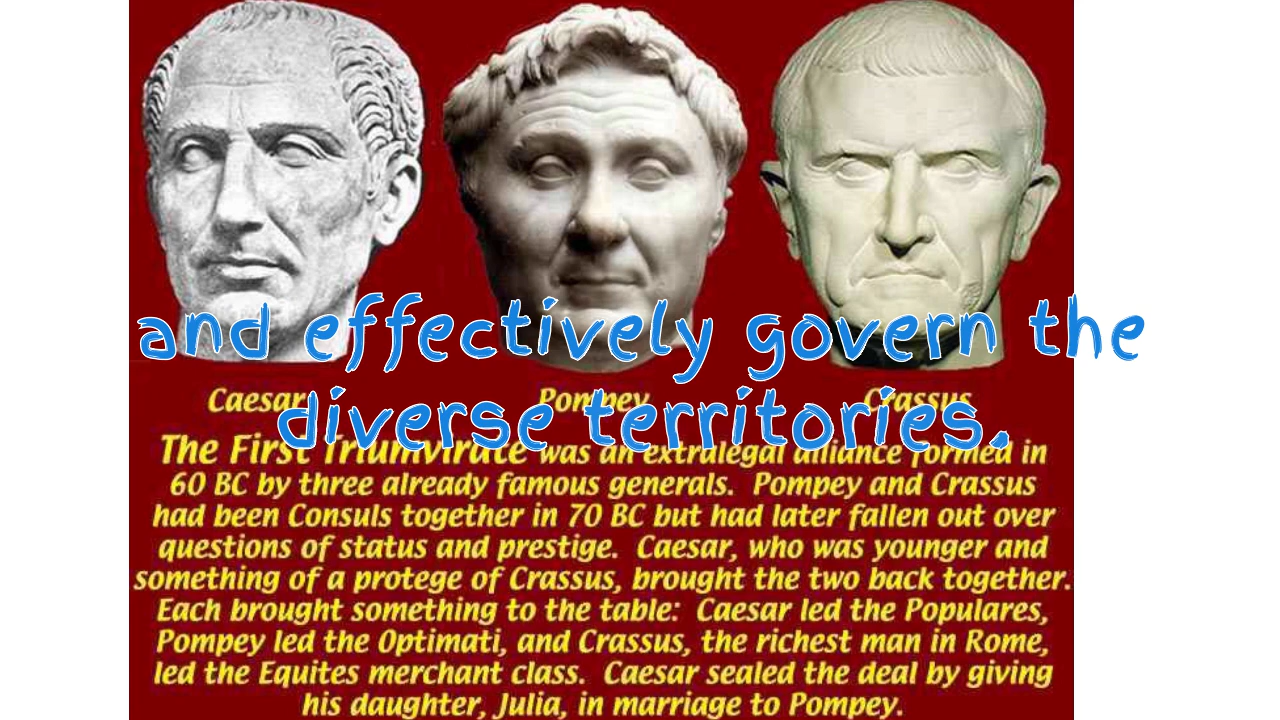 and effectively govern the
Caesar Pompey Crassus
diverse territories.
The First Triumvirate was an extralegal alliance formed in
60 BC by three already famous generals. Pompey and Crassus
had been Consuls together in 70 BC but had later fallen out over
questions of status and prestige. Caesar, who was younger and
something of a protege of Crassus, brought the two back together.
Each brought something to the table: Caesar led the Populares,
Pompey led the Optimati, and Crassus, the richest man in Rome,
led the Equites merchant class. Caesar sealed the deal by giving
his daughter, Julia, in marriage to Pompey.